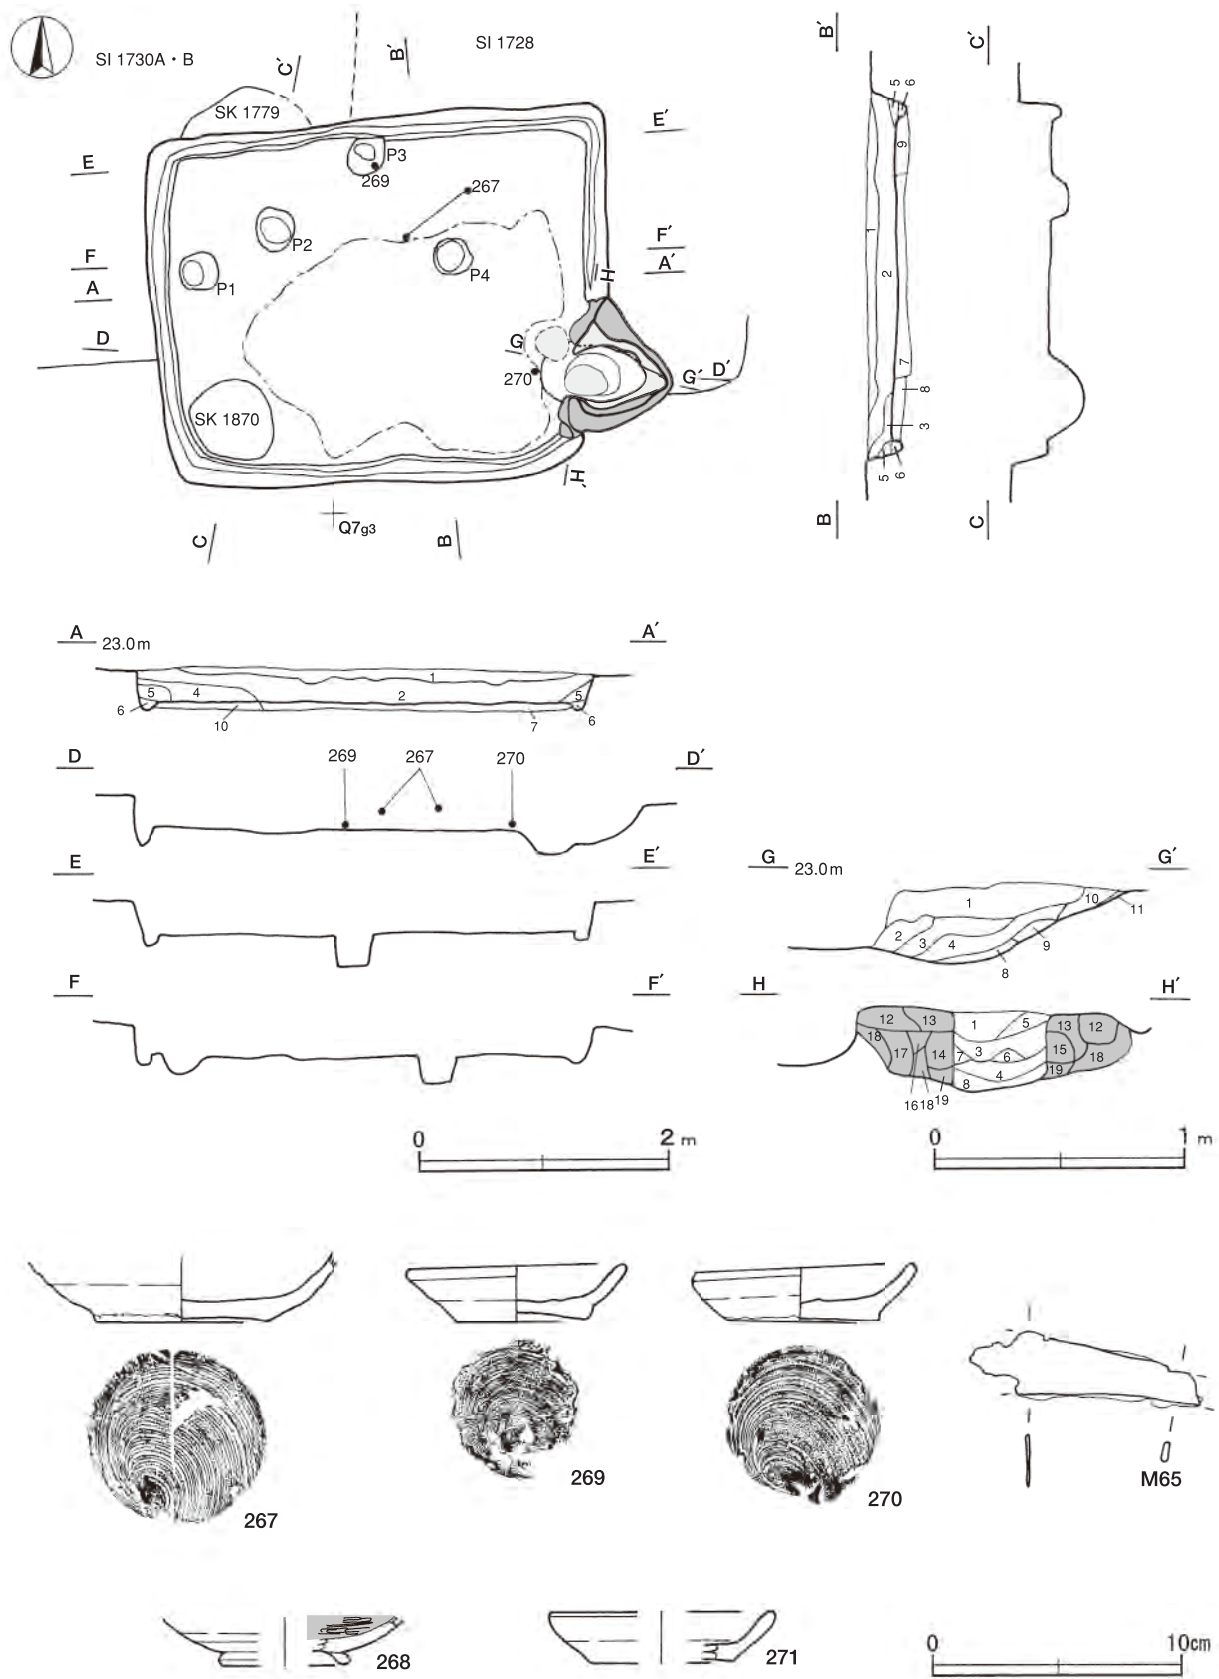 SI 1730A・B
SI 1728
B′
C′
SK 1779
E′
E
P3
269
267
P2
F′
F
P4
A′
H
P1
A
D
G
G′ D′
270
SK 1870
H′
Q7g3
C
B
B′
C′
5
6
9
1
2
7
8
3
5
6
B
C
A 23.0m
A′
1
5
4
2
5
6
10
7
6
D
269
267
270
D′
E
E′
F
F′
G 23.0m
G′
1
10
11
2
3
4
9
8
H
H′
12
13
1
5
13
12
18
17
14
7
3
6
15
18
4
19
8
16 18 19
0
2 m
0
1 m
267
269
270
M65
268
271
0
10cm